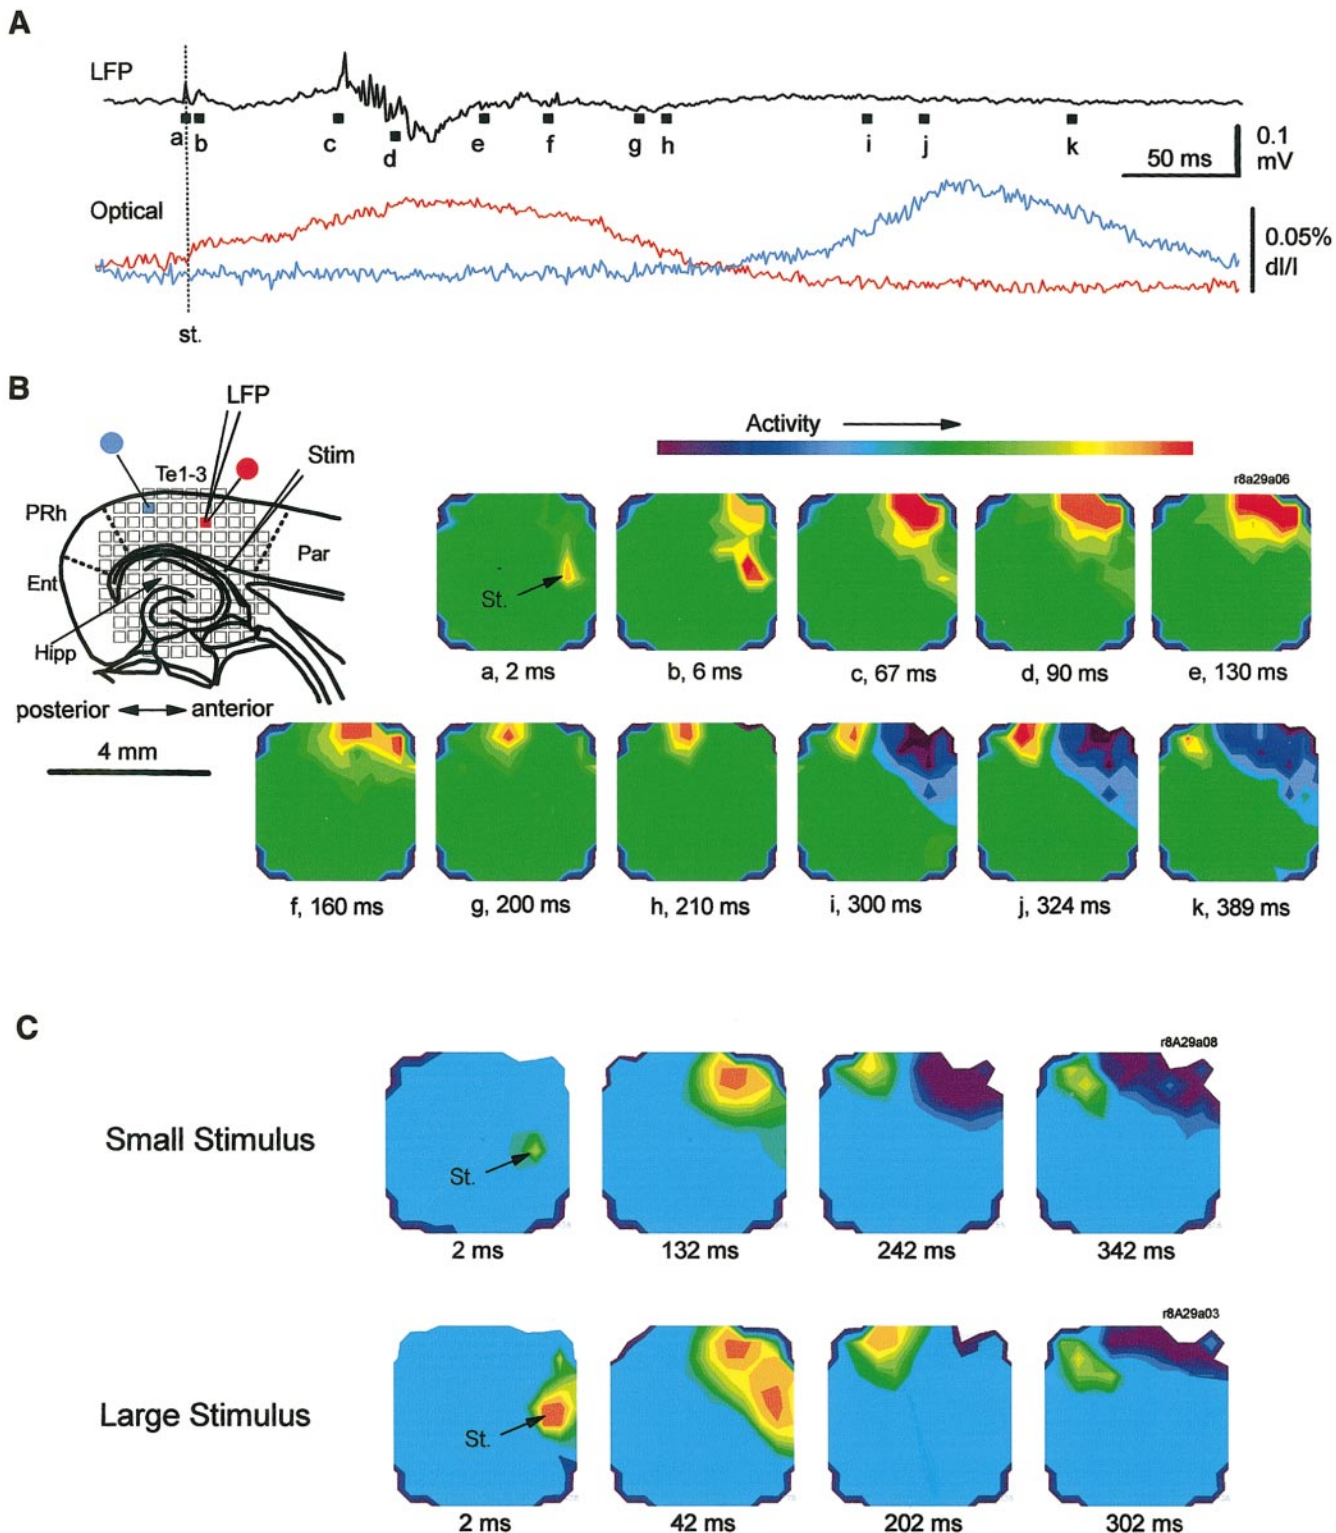 A
LFP
a b c d e f g h i j k
0.1
mV
50 ms
Optical
0.05%
dI/I
st.
B
LFP
Stim
Te1-3
PRh
Par
Ent
Hipp
posterior anterior
4 mm
Activity
r8a29a06
St.
a, 2 ms b, 6 ms c, 67 ms d, 90 ms e, 130 ms
f, 160 ms g, 200 ms h, 210 ms i, 300 ms j, 324 ms k, 389 ms
C
r8A29a08
Small Stimulus
St.
2 ms 132 ms 242 ms 342 ms
r8A29a03
Large Stimulus
St.
2 ms 42 ms 202 ms 302 ms